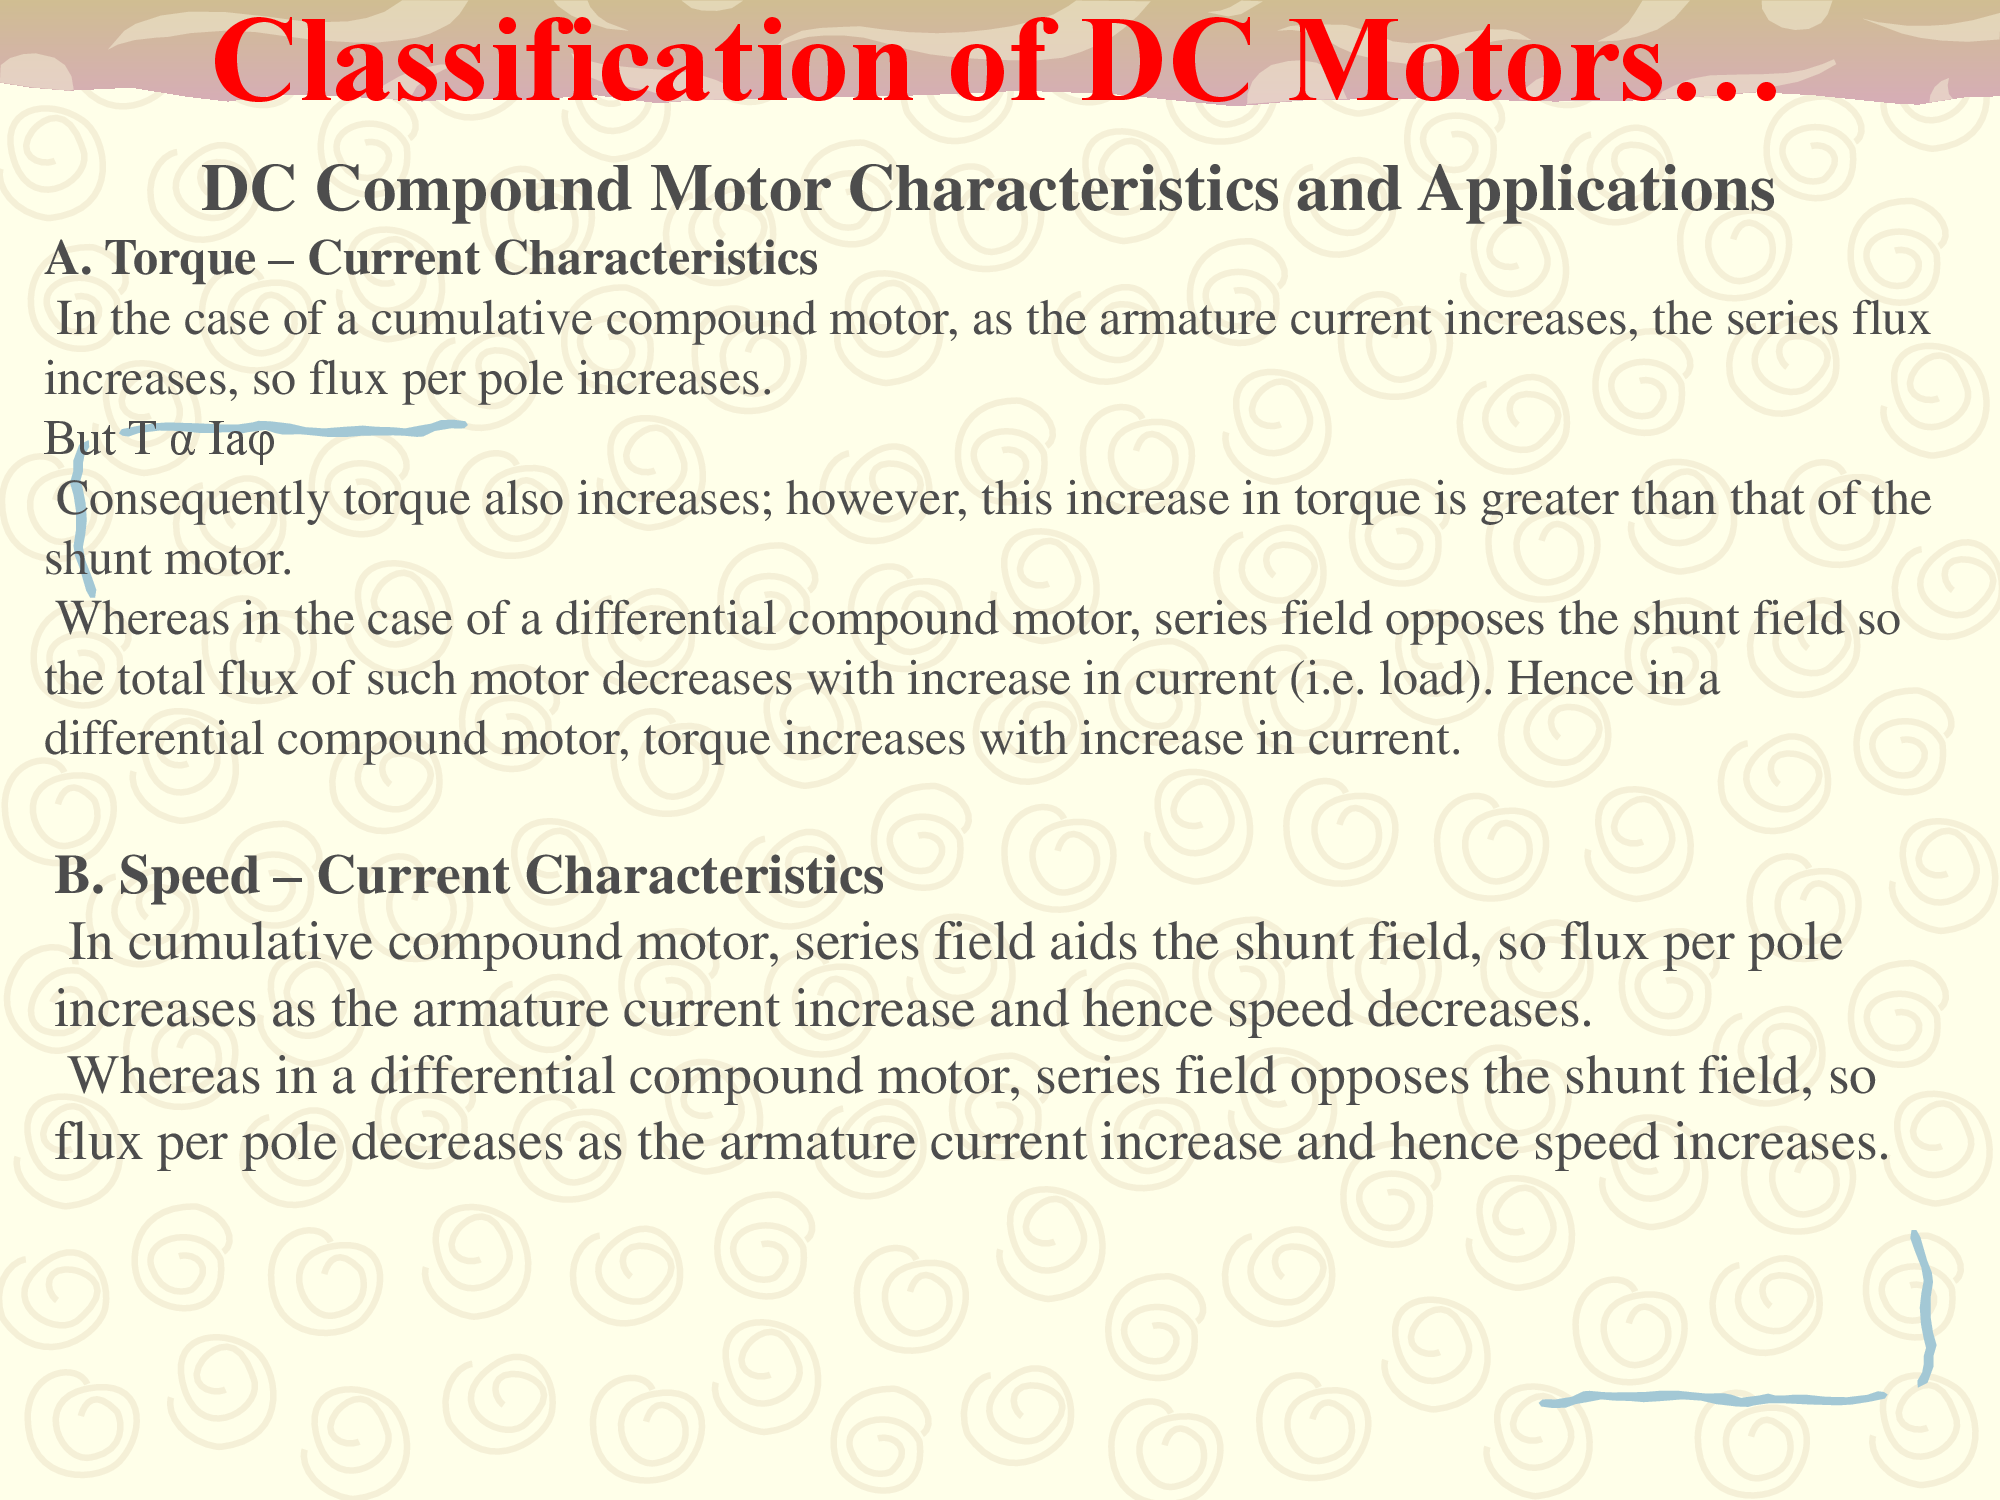 Classification of DC Motors…
DC Compound Motor Characteristics and Applications
A. Torque – Current Characteristics
In the case of a cumulative compound motor, as the armature current increases, the series flux
increases, so flux per pole increases.
But T α Iaφ
Consequently torque also increases; however, this increase in torque is greater than that of the
shunt motor.
Whereas in the case of a differential compound motor, series field opposes the shunt field so
the total flux of such motor decreases with increase in current (i.e. load). Hence in a
differential compound motor, torque increases with increase in current.
B. Speed – Current Characteristics
In cumulative compound motor, series field aids the shunt field, so flux per pole
increases as the armature current increase and hence speed decreases.
Whereas in a differential compound motor, series field opposes the shunt field, so
flux per pole decreases as the armature current increase and hence speed increases.